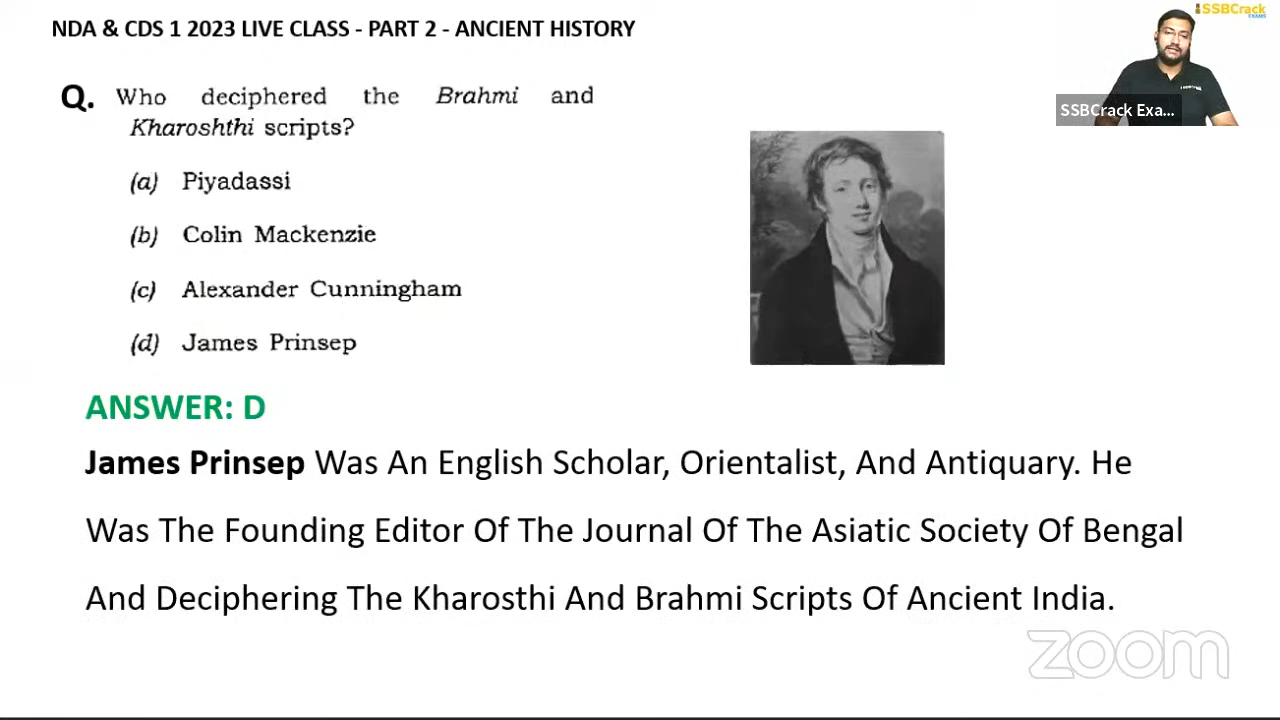 NDA & CDS 1 2023 LIVE CLASS - PART 2 - ANCIENT HISTORY
SSBCrack
EXAMS
SSBCrack Exa...
Q. Who deciphered the Brahmi and
Kharoshthi scripts?
(a) Piyadassi
(b) Colin Mackenzie
(c) Alexander Cunningham
(d) James Prinsep
ANSWER: D
James Prinsep Was An English Scholar, Orientalist, And Antiquary. He
Was The Founding Editor Of The Journal Of The Asiatic Society Of Bengal
And Deciphering The Kharosthi And Brahmi Scripts Of Ancient India.
zoom